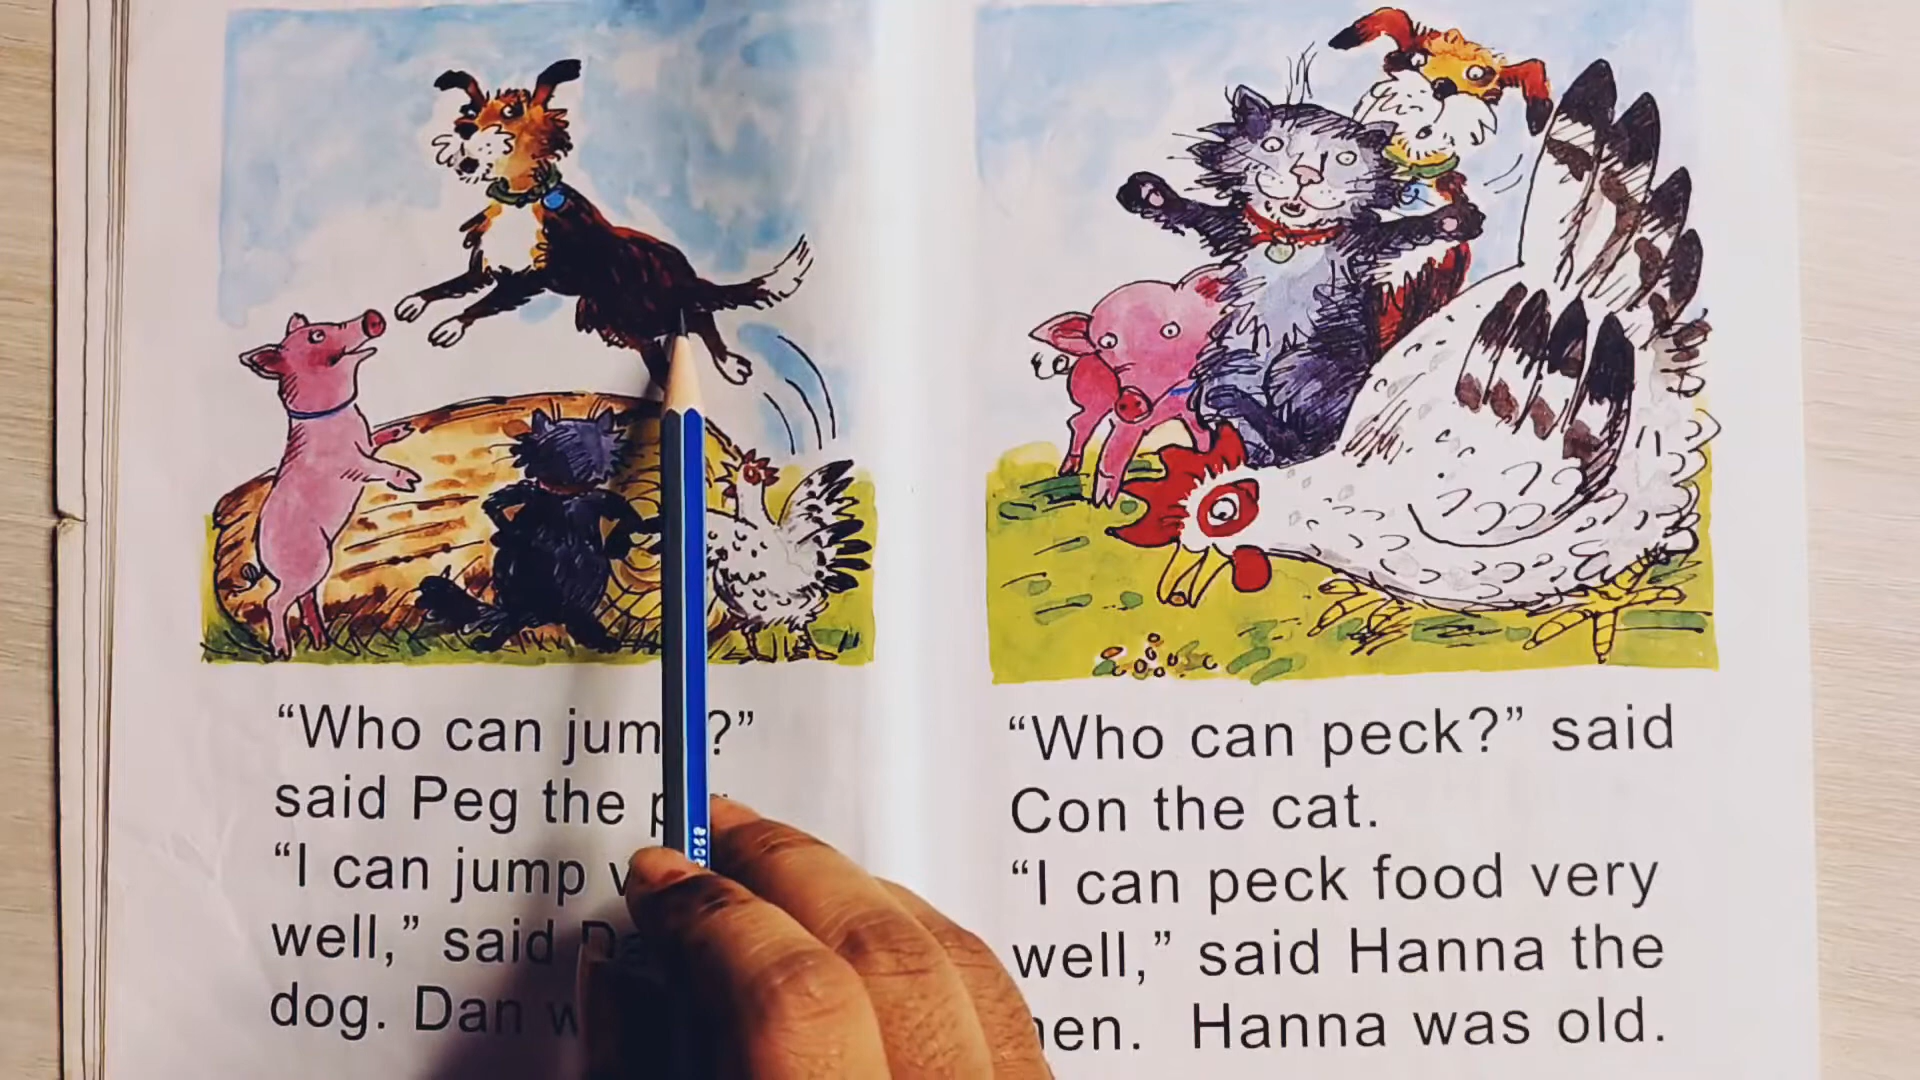 “Who can jum ?”
said Peg the
“I can jump
well,” said
dog. Dan
“Who can peck?” said
Con the cat.
“I can peck food very
well,” said Hanna the
hen. Hanna was old.